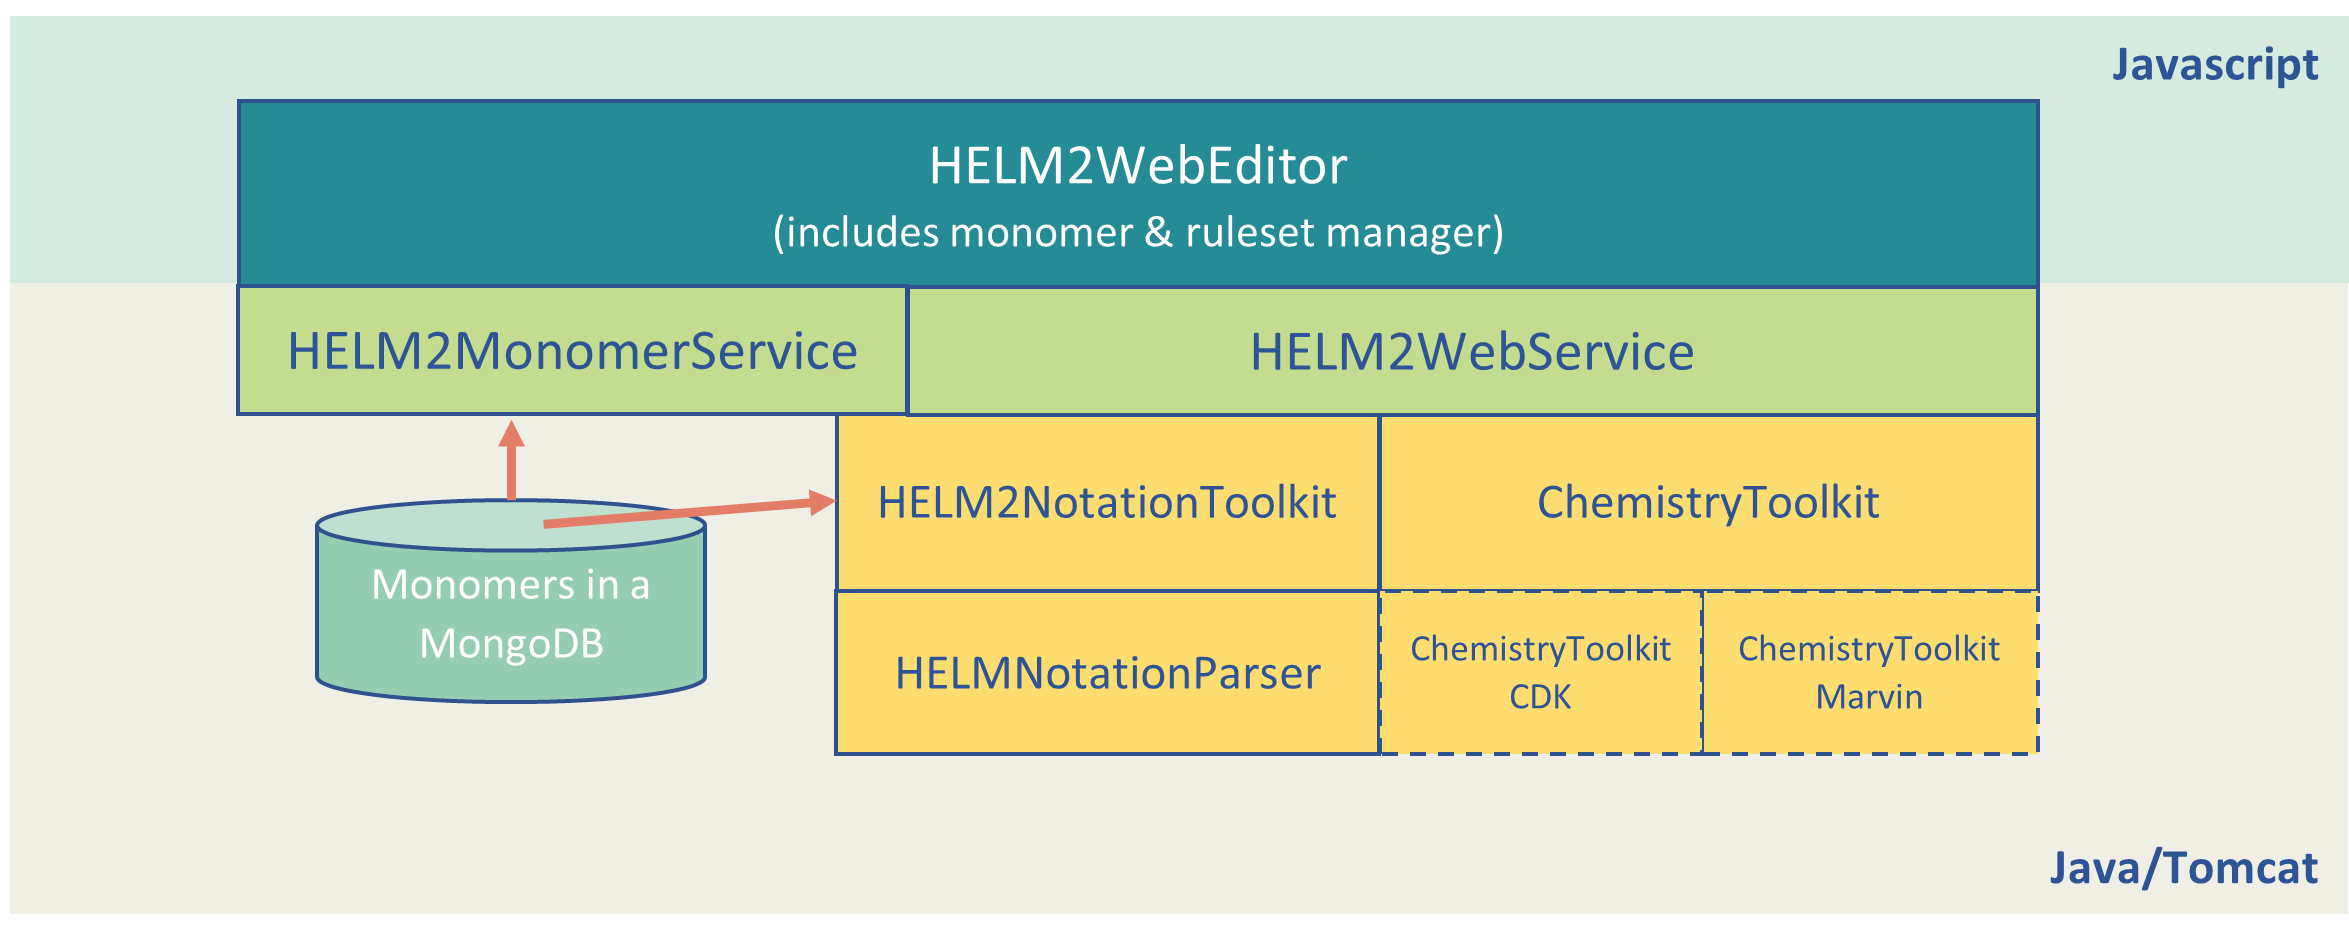 Javascript
HELM2WebEditor
(includes monomer & ruleset manager)
HELM2MonomerService
HELM2WebService
HELM2NotationToolkit
ChemistryToolkit
Monomers in a
MongoDB
HELMNotationParser
ChemistryToolkit
CDK
ChemistryToolkit
Marvin
Java/Tomcat